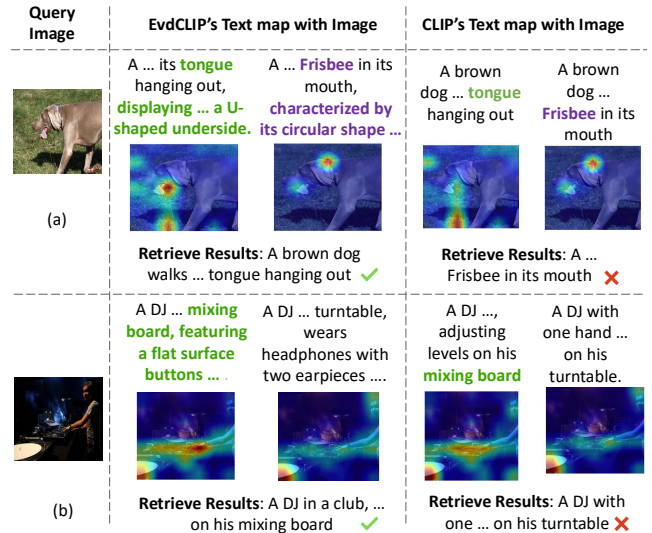 Query
Image
EvdCLIP's Text map with Image
CLIP's Text map with Image
A ... its tongue
hanging out,
displaying ... a U-
shaped underside.
A ... Frisbee in its
mouth,
characterized by
its circular shape ...
A brown
dog ... tongue
hanging out
A brown
dog ...
Frisbee in its
mouth
(a)
Retrieve Results: A brown dog
walks ... tongue hanging out
Retrieve Results: A ...
Frisbee in its mouth
A DJ ... mixing
board, featuring
a flat surface
buttons ... .
A DJ ... turntable,
wears
headphones with
two earpieces ....
A DJ ...,
adjusting
levels on his
mixing board
A DJ with
one hand ...
on his
turntable.
(b)
Retrieve Results: A DJ in a club, ...
on his mixing board
Retrieve Results: A DJ with
one ... on his turntable